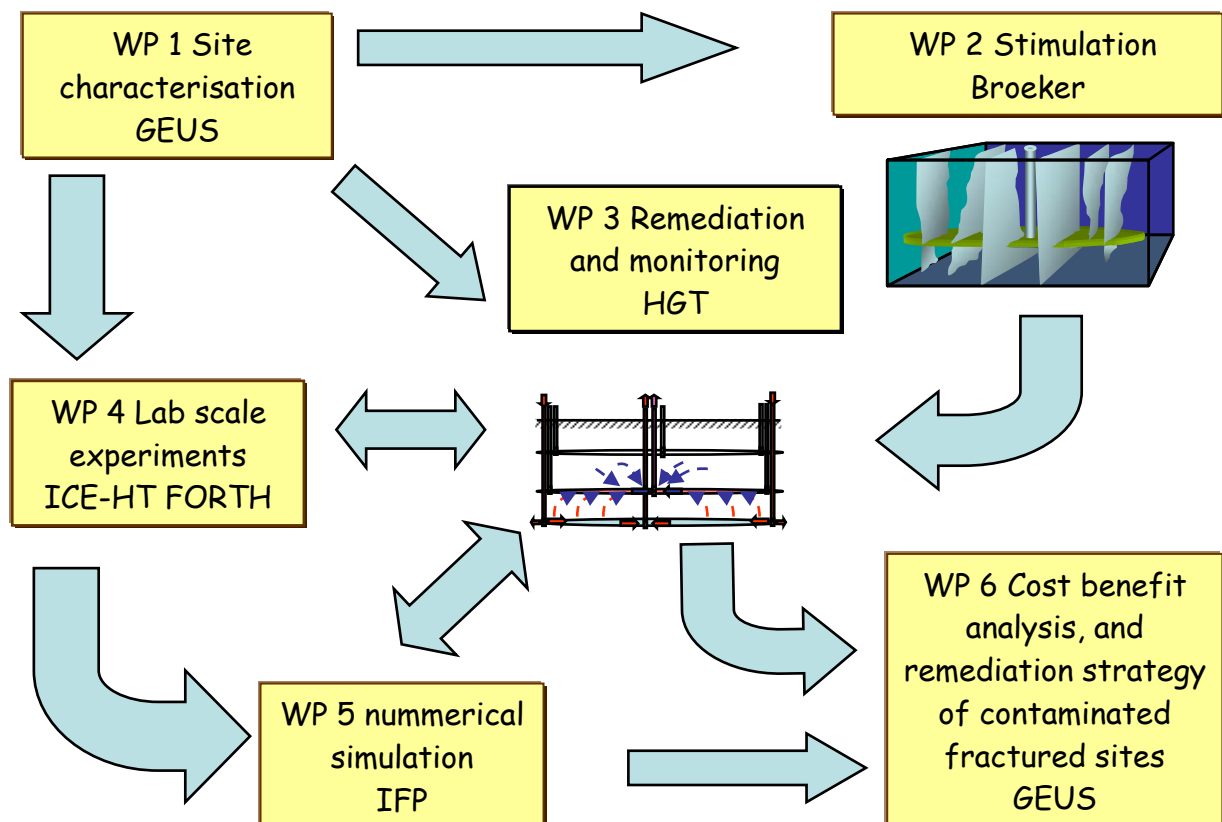 WP 1 Site
characterisation
GEUS
WP 2 Stimulation
Broeker
WP 3 Remediation
and monitoring
HGT
WP 4 Lab scale
experiments
ICE-HT FORTH
WP 5 nummerical
simulation
IFP
WP 6 Cost benefit
analysis, and
remediation strategy
of contaminated
fractured sites
GEUS